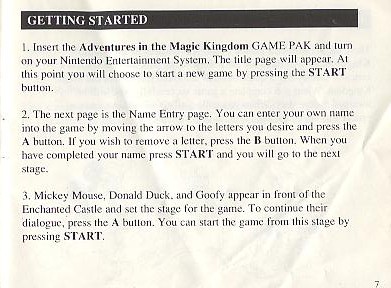 GETTING STARTED
1. Insert the Adventures in the Magic Kingdom GAME PAK and turn
on your Nintendo Entertainment System. The title page will appear. At
this point you will choose to start a new game by pressing the START
button.
2. The next page is the Name Entry page. You can enter your own name
into the game by moving the arrow to the letters you desire and press the
A button. If you wish to remove a letter, press the B button. When you
have completed your name press START and you will go to the next
stage.
3. Mickey Mouse, Donald Duck, and Goofy appear in front of the
Enchanted Castle and set the stage for the game. To continue their
dialogue, press the A button. You can start the game from this stage by
pressing START.
7